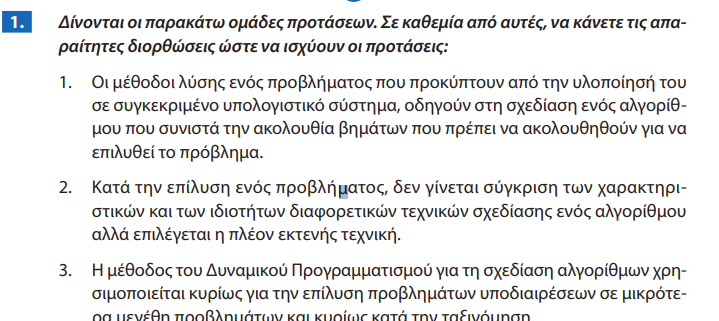 1. Δίνονται οι παρακάτω ομάδες προτάσεων. Σε καθεμία από αυτές, να κάνετε τις απα-
ραίτητες διορθώσεις ώστε να ισχύουν οι προτάσεις:
1. Οι μέθοδοι λύσης ενός προβλήματος που προκύπτουν από την υλοποίησή του
σε συγκεκριμένο υπολογιστικό σύστημα, οδηγούν στη σχεδίαση ενός αλγορίθ-
μου που συνιστά την ακολουθία βημάτων που πρέπει να ακολουθηθούν για να
επιλυθεί το πρόβλημα.
2. Κατά την επίλυση ενός προβλήματος, δεν γίνεται σύγκριση των χαρακτηρι-
στικών και των ιδιοτήτων διαφορετικών τεχνικών σχεδίασης ενός αλγορίθμου
αλλά επιλέγεται η πλέον εκτενής τεχνική.
3. Η μέθοδος του Δυναμικού Προγραμματισμού για τη σχεδίαση αλγορίθμων χρη-
σιμοποιείται κυρίως για την επίλυση προβλημάτων υποδιαιρέσεων σε μικρότε-
ρα μεγέθη προβλημάτων και κυρίως κατά την ταξινόμηση.